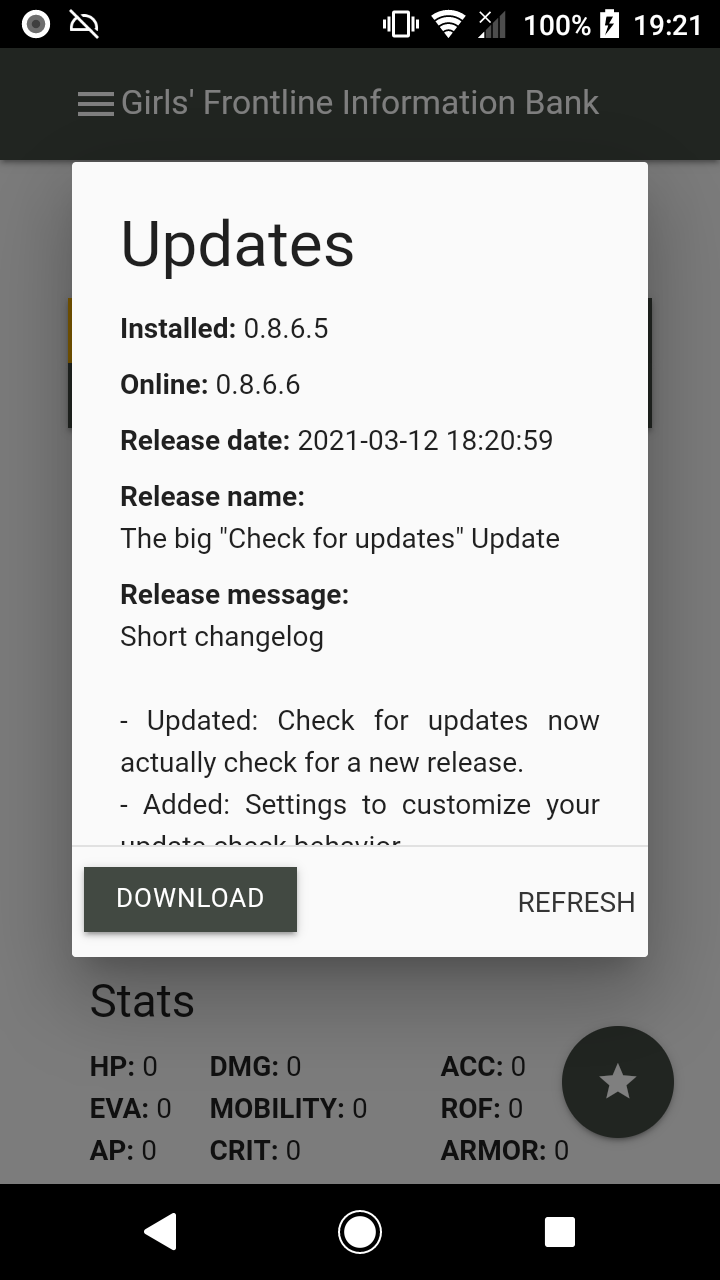 100% 19:21
Girls' Frontline Information Bank
Updates
Installed: 0.8.6.5
Online: 0.8.6.6
Release date: 2021-03-12 18:20:59
Release name:
The big "Check for updates" Update
Release message:
Short changelog
- Updated: Check for updates now
actually check for a new release.
- Added: Settings to customize your
update check behavior
DOWNLOAD REFRESH
Stats
HP: 0 DMG: 0 ACC: 0
EVA: 0 MOBILITY: 0 ROF: 0
AP: 0 CRIT: 0 ARMOR: 0